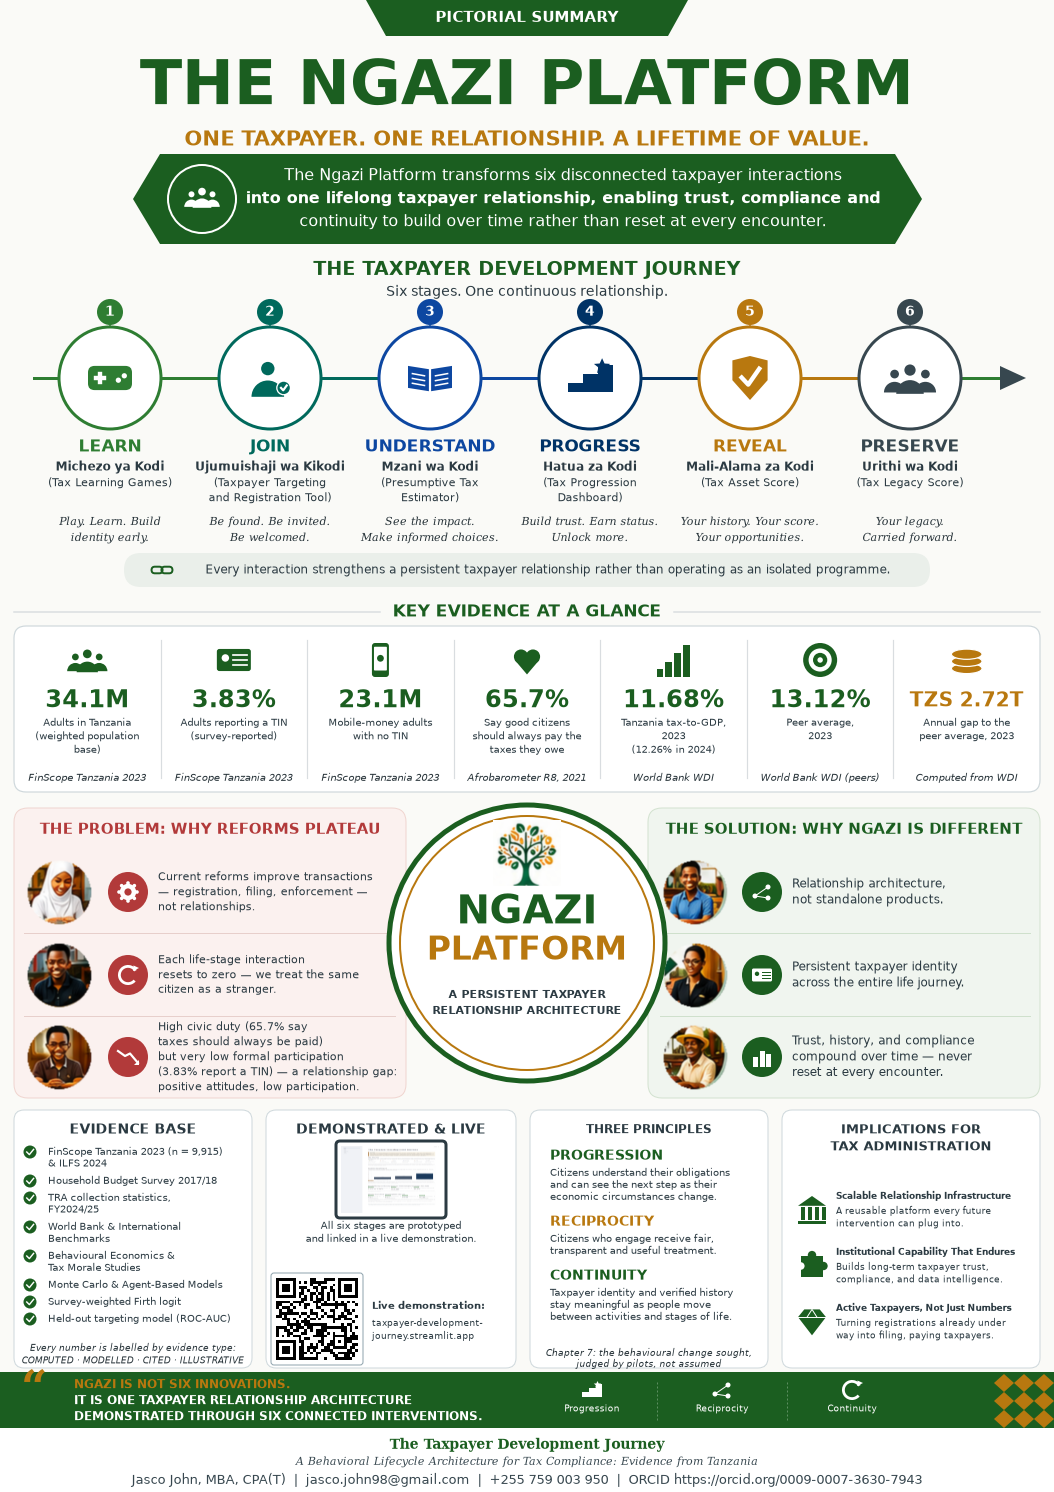 PICTORIAL SUMMARY
THE NGAZI PLATFORM
ONE TAXPAYER. ONE RELATIONSHIP. A LIFETIME OF VALUE.
The Ngazi Platform transforms six disconnected taxpayer interactions
into one lifelong taxpayer relationship, enabling trust, compliance and
continuity to build over time rather than reset at every encounter.
THE TAXPAYER DEVELOPMENT JOURNEY
Six stages. One continuous relationship.
1
2
3
4
5
6
LEARN
Michezo ya Kodi
(Tax Learning Games)
Play. Learn. Build
identity early.
JOIN
Ujumuishaji wa Kikodi
(Taxpayer Targeting
and Registration Tool)
Be found. Be invited.
Be welcomed.
UNDERSTAND
Mzani wa Kodi
(Presumptive Tax
Estimator)
See the impact.
Make informed choices.
PROGRESS
Hatua za Kodi
(Tax Progression
Dashboard)
Build trust. Earn status.
Unlock more.
REVEAL
Mali-Alama za Kodi
(Tax Asset Score)
Your history. Your score.
Your opportunities.
PRESERVE
Urithi wa Kodi
(Tax Legacy Score)
Your legacy.
Carried forward.
Every interaction strengthens a persistent taxpayer relationship rather than operating as an isolated programme.
KEY EVIDENCE AT A GLANCE
34.1M
Adults in Tanzania
(weighted population
base)
FinScope Tanzania 2023
3.83%
Adults reporting a TIN
(survey-reported)
FinScope Tanzania 2023
23.1M
Mobile-money adults
with no TIN
FinScope Tanzania 2023
65.7%
Say good citizens
should always pay the
taxes they owe
Afrobarometer R8, 2021
11.68%
Tanzania tax-to-GDP,
2023
(12.26% in 2024)
World Bank WDI
13.12%
Peer average,
2023
World Bank WDI (peers)
TZS 2.72T
Annual gap to the
peer average, 2023
Computed from WDI
THE PROBLEM: WHY REFORMS PLATEAU
Current reforms improve transactions
— registration, filing, enforcement —
not relationships.
Each life-stage interaction
resets to zero — we treat the same
citizen as a stranger.
High civic duty (65.7% say
taxes should always be paid)
but very low formal participation
(3.83% report a TIN) — a relationship gap:
positive attitudes, low participation.
NGAZI
PLATFORM
A PERSISTENT TAXPAYER
RELATIONSHIP ARCHITECTURE
THE SOLUTION: WHY NGAZI IS DIFFERENT
Relationship architecture,
not standalone products.
Persistent taxpayer identity
across the entire life journey.
Trust, history, and compliance
compound over time — never
reset at every encounter.
EVIDENCE BASE
FinScope Tanzania 2023 (n = 9,915)
& ILFS 2024
Household Budget Survey 2017/18
TRA collection statistics,
FY2024/25
World Bank & International
Benchmarks
Behavioural Economics &
Tax Morale Studies
Monte Carlo & Agent-Based Models
Survey-weighted Firth logit
Held-out targeting model (ROC-AUC)
Every number is labelled by evidence type:
COMPUTED · MODELLED · CITED · ILLUSTRATIVE
DEMONSTRATED & LIVE
All six stages are prototyped
and linked in a live demonstration.
Live demonstration:
taxpayer-development-
journey.streamlit.app
THREE PRINCIPLES
PROGRESSION
Citizens understand their obligations
and can see the next step as their
economic circumstances change.
RECIPROCITY
Citizens who engage receive fair,
transparent and useful treatment.
CONTINUITY
Taxpayer identity and verified history
stay meaningful as people move
between activities and stages of life.
Chapter 7: the behavioural change sought,
judged by pilots, not assumed
IMPLICATIONS FOR
TAX ADMINISTRATION
Scalable Relationship Infrastructure
A reusable platform every future
intervention can plug into.
Institutional Capability That Endures
Builds long-term taxpayer trust,
compliance, and data intelligence.
Active Taxpayers, Not Just Numbers
Turning registrations already under
way into filing, paying taxpayers.
“
NGAZI IS NOT SIX INNOVATIONS.
IT IS ONE TAXPAYER RELATIONSHIP ARCHITECTURE
DEMONSTRATED THROUGH SIX CONNECTED INTERVENTIONS.
Progression
Reciprocity
Continuity
The Taxpayer Development Journey
A Behavioral Lifecycle Architecture for Tax Compliance: Evidence from Tanzania
Jasco John, MBA, CPA(T) | jasco.john98@gmail.com | +255 759 003 950 | ORCID https://orcid.org/0009-0007-3630-7943